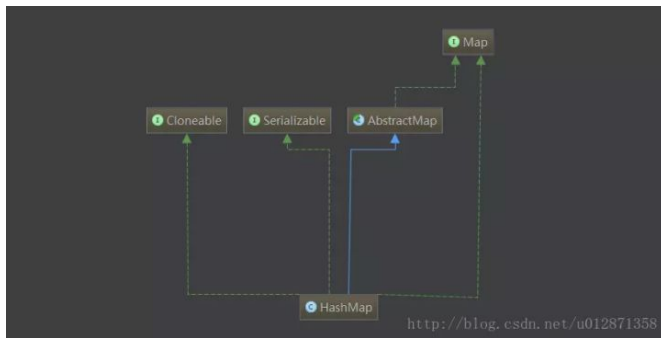 Map
Cloneable
Serializable
AbstractMap
HashMap
http://blog.csdn.net/u012871358